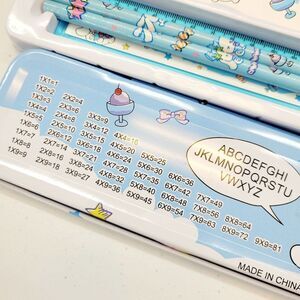 1X1=1
1X2=2 2X2=4
1X3=3 2X3=6 3X3=9
1X4=4 2X4=8 3X4=12 4X4=16
1X5=5 2X5=10 3X5=15 4X5=20 5X5=25
1X6=6 2X6=12 3X6=18 4X6=24 5X6=30 6X6=36
1X7=7 2X7=14 3X7=21 4X7=28 5X7=35 6X7=42 7X7=49
1X8=8 2X8=16 3X8=24 4X8=32 5X8=40 6X8=48 7X8=56 8X8=64
1X9=9 2X9=18 3X9=27 4X9=36 5X9=45 6X9=54 7X9=63 8X9=72 9X9=81
ABCDEFG
HI
JKLMNOPQRSTU
VWXYZ
MADE IN CHINA